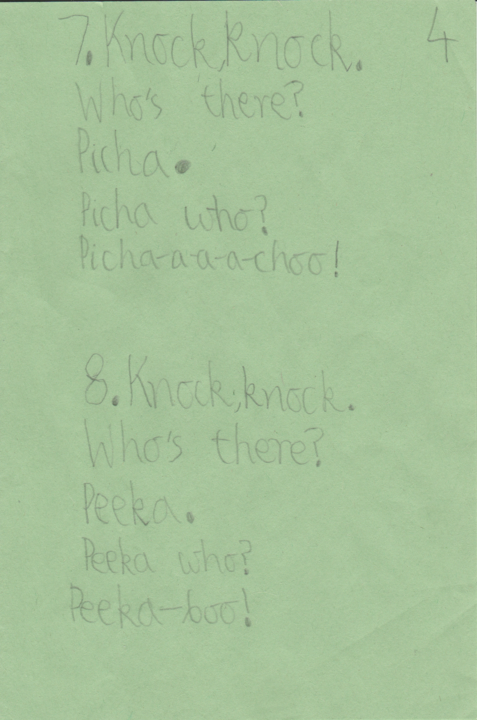 7. Knock, Knock. 4
Who's there?
Picha.
Picha who?
Picha-a-a-a-choo!
8. Knock, knock.
Who's there?
Peeka.
Peeka who?
Peeka-boo!